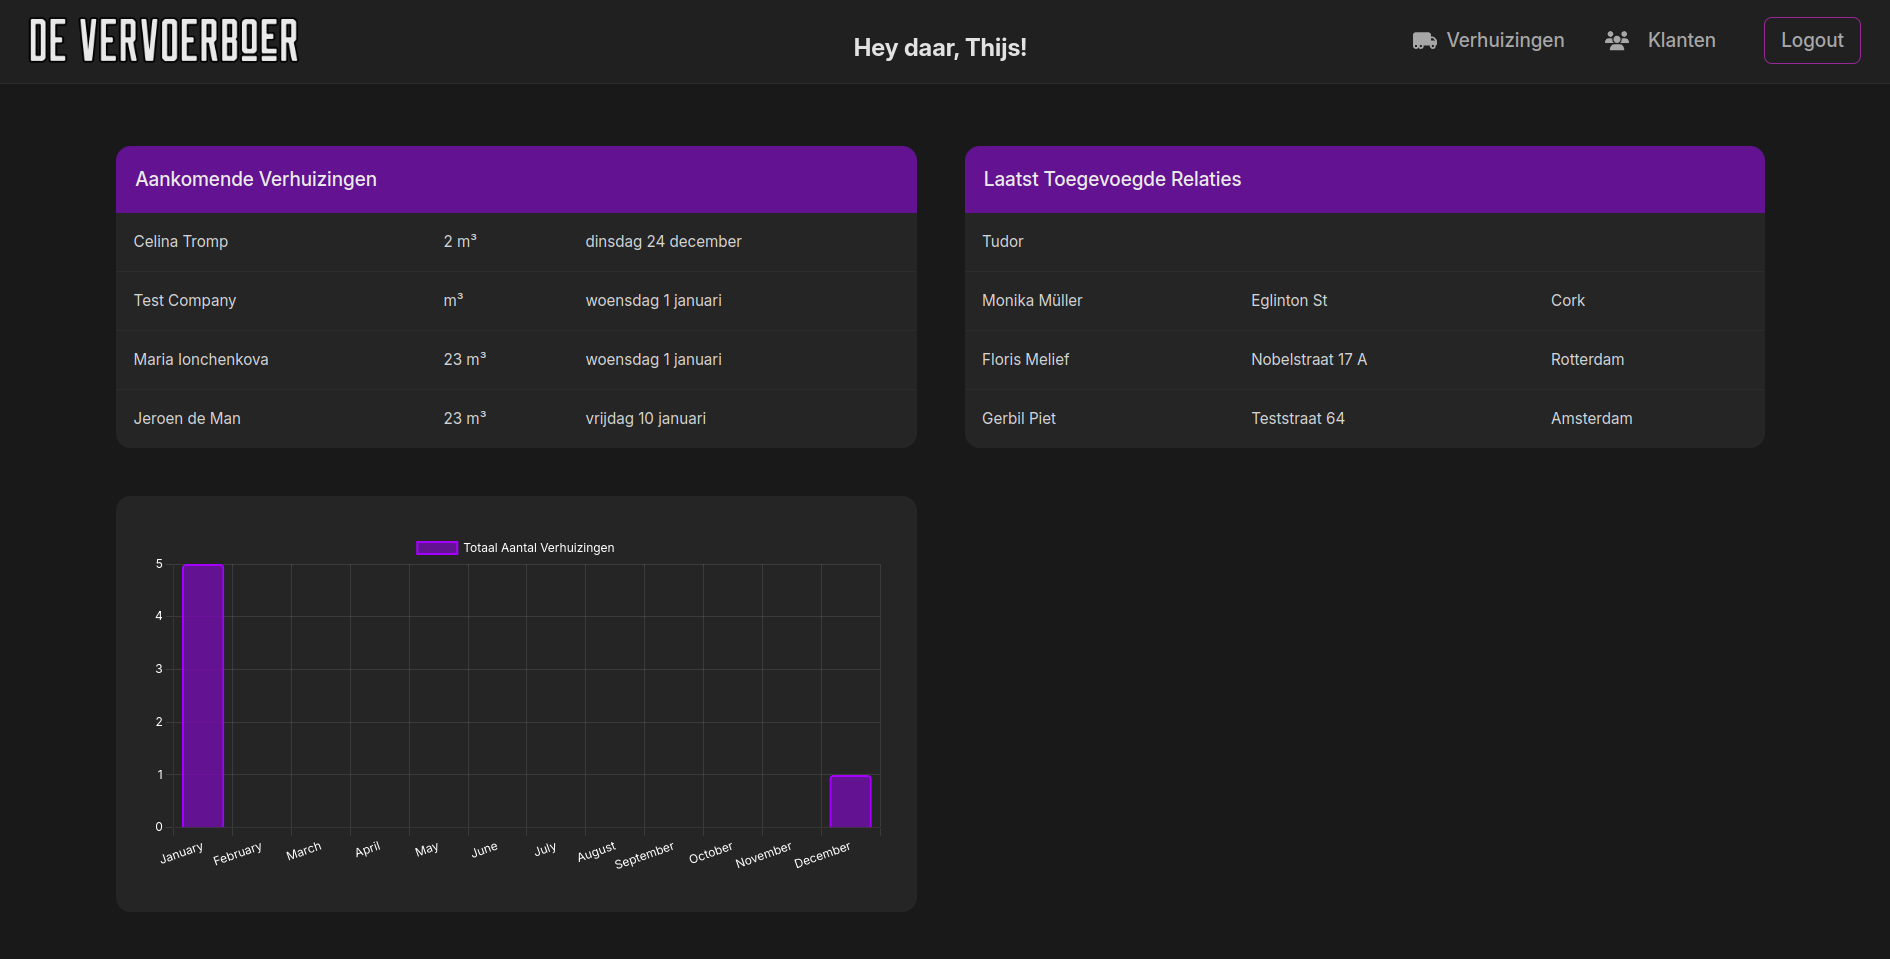 DE VERVOERBOER
Hey daar, Thijs!
Verhuizingen
Klanten
Logout
Aankomende Verhuizingen
Celina Tromp 2 m³ dinsdag 24 december
Test Company m³ woensdag 1 januari
Maria Ionchenkova 23 m³ woensdag 1 januari
Jeroen de Man 23 m³ vrijdag 10 januari
Laatst Toegevoegde Relaties
Tudor
Monika Müller Eglinton St Cork
Floris Melief Nobelstraat 17 A Rotterdam
Gerbil Piet Teststraat 64 Amsterdam
Totaal Aantal Verhuizingen
5
4
3
2
1
0
January February March April May June July August September October November December